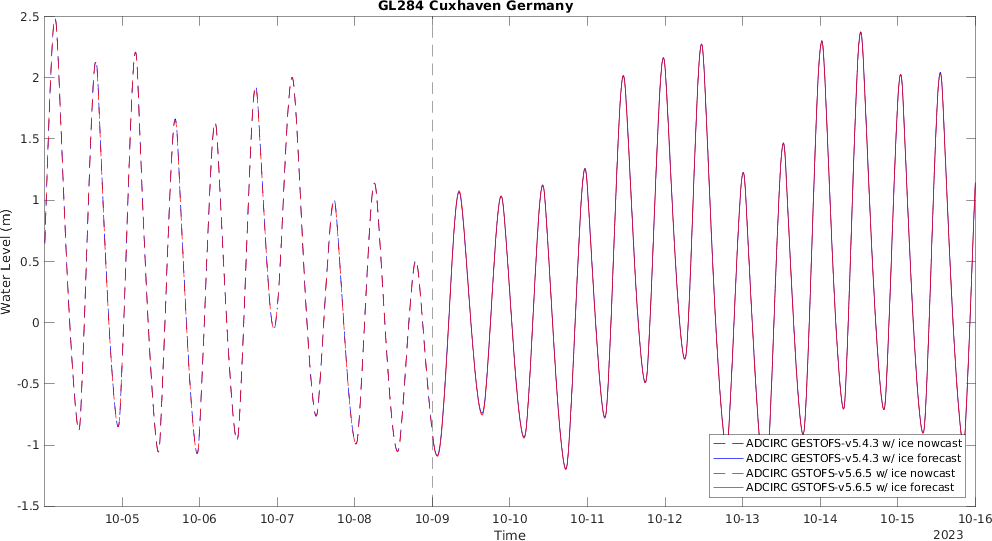 GL284 Cuxhaven Germany
Water Level (m)
2.5
2
1.5
1
0.5
0
-0.5
-1
-1.5
ADCIRC GESTOFS-v5.4.3 w/ ice nowcast
ADCIRC GESTOFS-v5.4.3 w/ ice forecast
ADCIRC GSTOFS-v5.6.5 w/ ice nowcast
ADCIRC GSTOFS-v5.6.5 w/ ice forecast
10-05 10-06 10-07 10-08 10-09 10-10 10-11 10-12 10-13 10-14 10-15 10-16
Time
2023